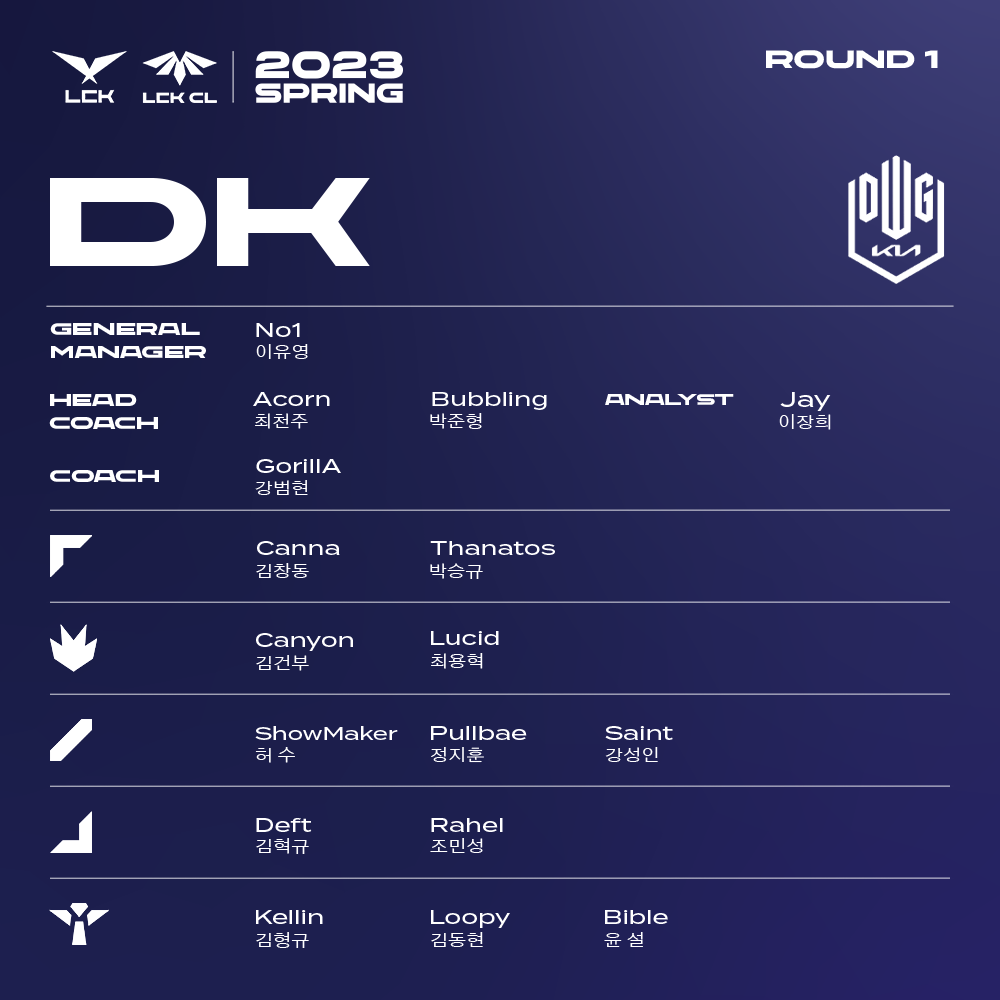 LCK
LCK CL
2023
SPRING
ROUND 1
DK
DWG
KIA
GENERAL
MANAGER
No1
이유영
HEAD
COACH
Acorn
최천주
Bubbling
박준형
ANALYST
Jay
이장희
COACH
GorillA
강범현
Canna
김창동
Thanatos
박승규
Canyon
김건부
Lucid
최용혁
ShowMaker
허 수
Pullbae
정지훈
Saint
강성인
Deft
김혁규
Rahel
조민성
Kellin
김형규
Loopy
김동현
Bible
윤 설